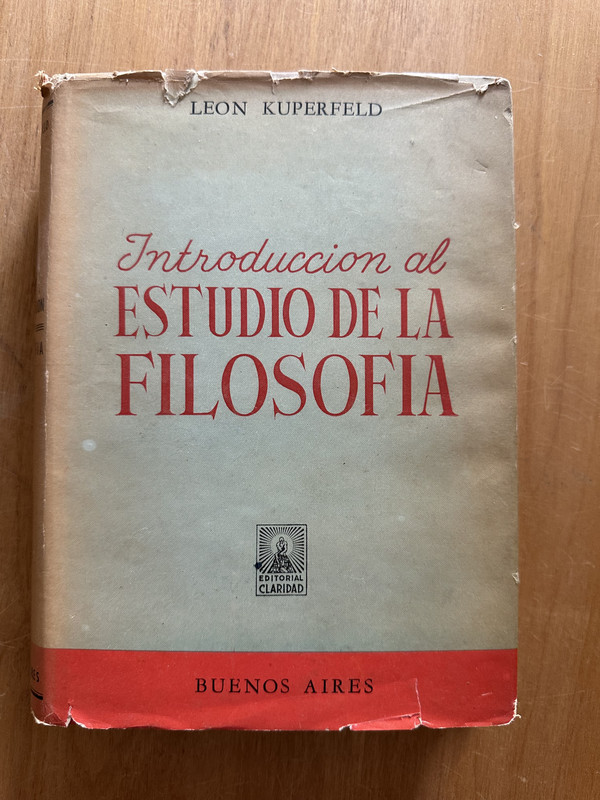 LEON KUPERFELD
Introduccion al
ESTUDIO DE LA
FILOSOFIA
EDITORIAL
CLARIDAD
BUENOS AIRES